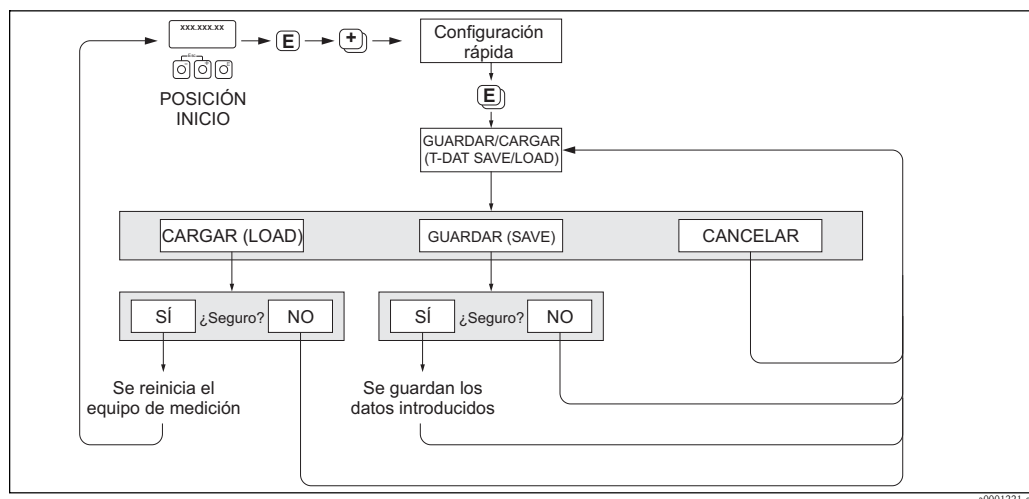 xxx.xxx.xx
Esc
E
+
POSICIÓN
INICIO
Configuración
rápida
E
GUARDAR/CARGAR
(T-DAT SAVE/LOAD)
CARGAR (LOAD)
GUARDAR (SAVE)
CANCELAR
SÍ ¿Seguro? NO
SÍ ¿Seguro? NO
Se reinicia el
equipo de medición
Se guardan los
datos introducidos